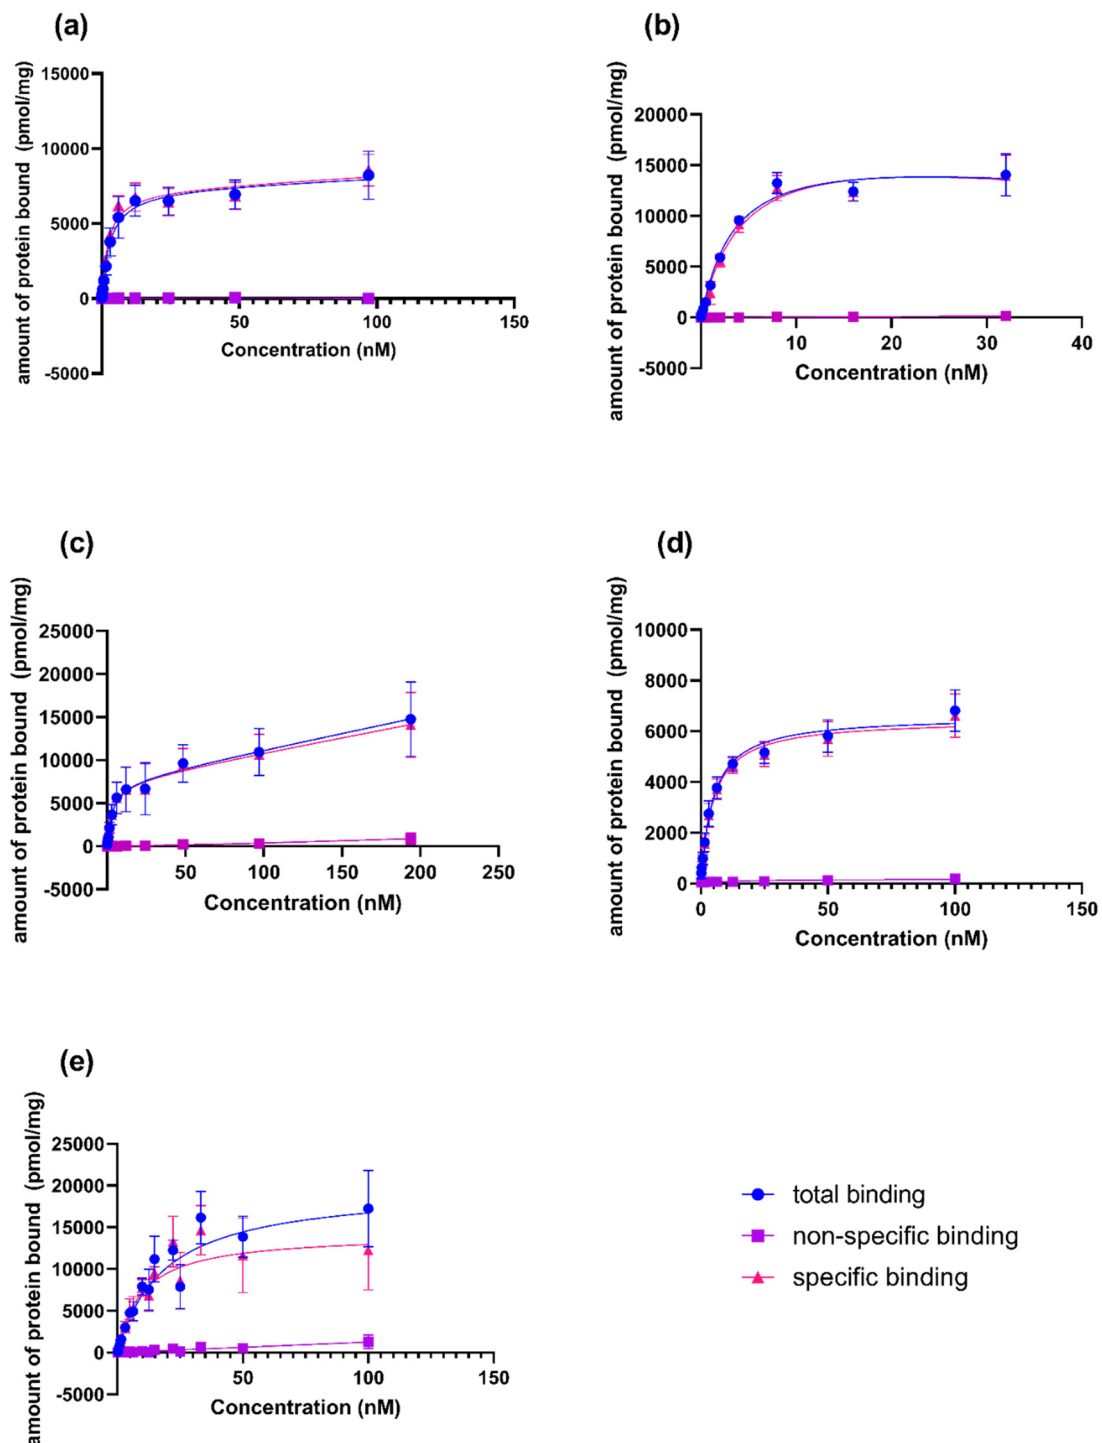 (a)
amount of protein bound (pmol/mg)
15000
10000
5000
0
-5000
50
100
150
Concentration (nM)
(b)
amount of protein bound (pmol/mg)
20000
15000
10000
5000
0
-5000
10
20
30
40
Concentration (nM)
(c)
amount of protein bound (pmol/mg)
25000
20000
15000
10000
5000
0
-5000
50
100
150
200
250
Concentration (nM)
(d)
amount of protein bound (pmol/mg)
10000
8000
6000
4000
2000
0
0
50
100
150
Concentration (nM)
(e)
amount of protein bound (pmol/mg)
25000
20000
15000
10000
5000
0
-5000
50
100
150
Concentration (nM)
total binding
non-specific binding
specific binding